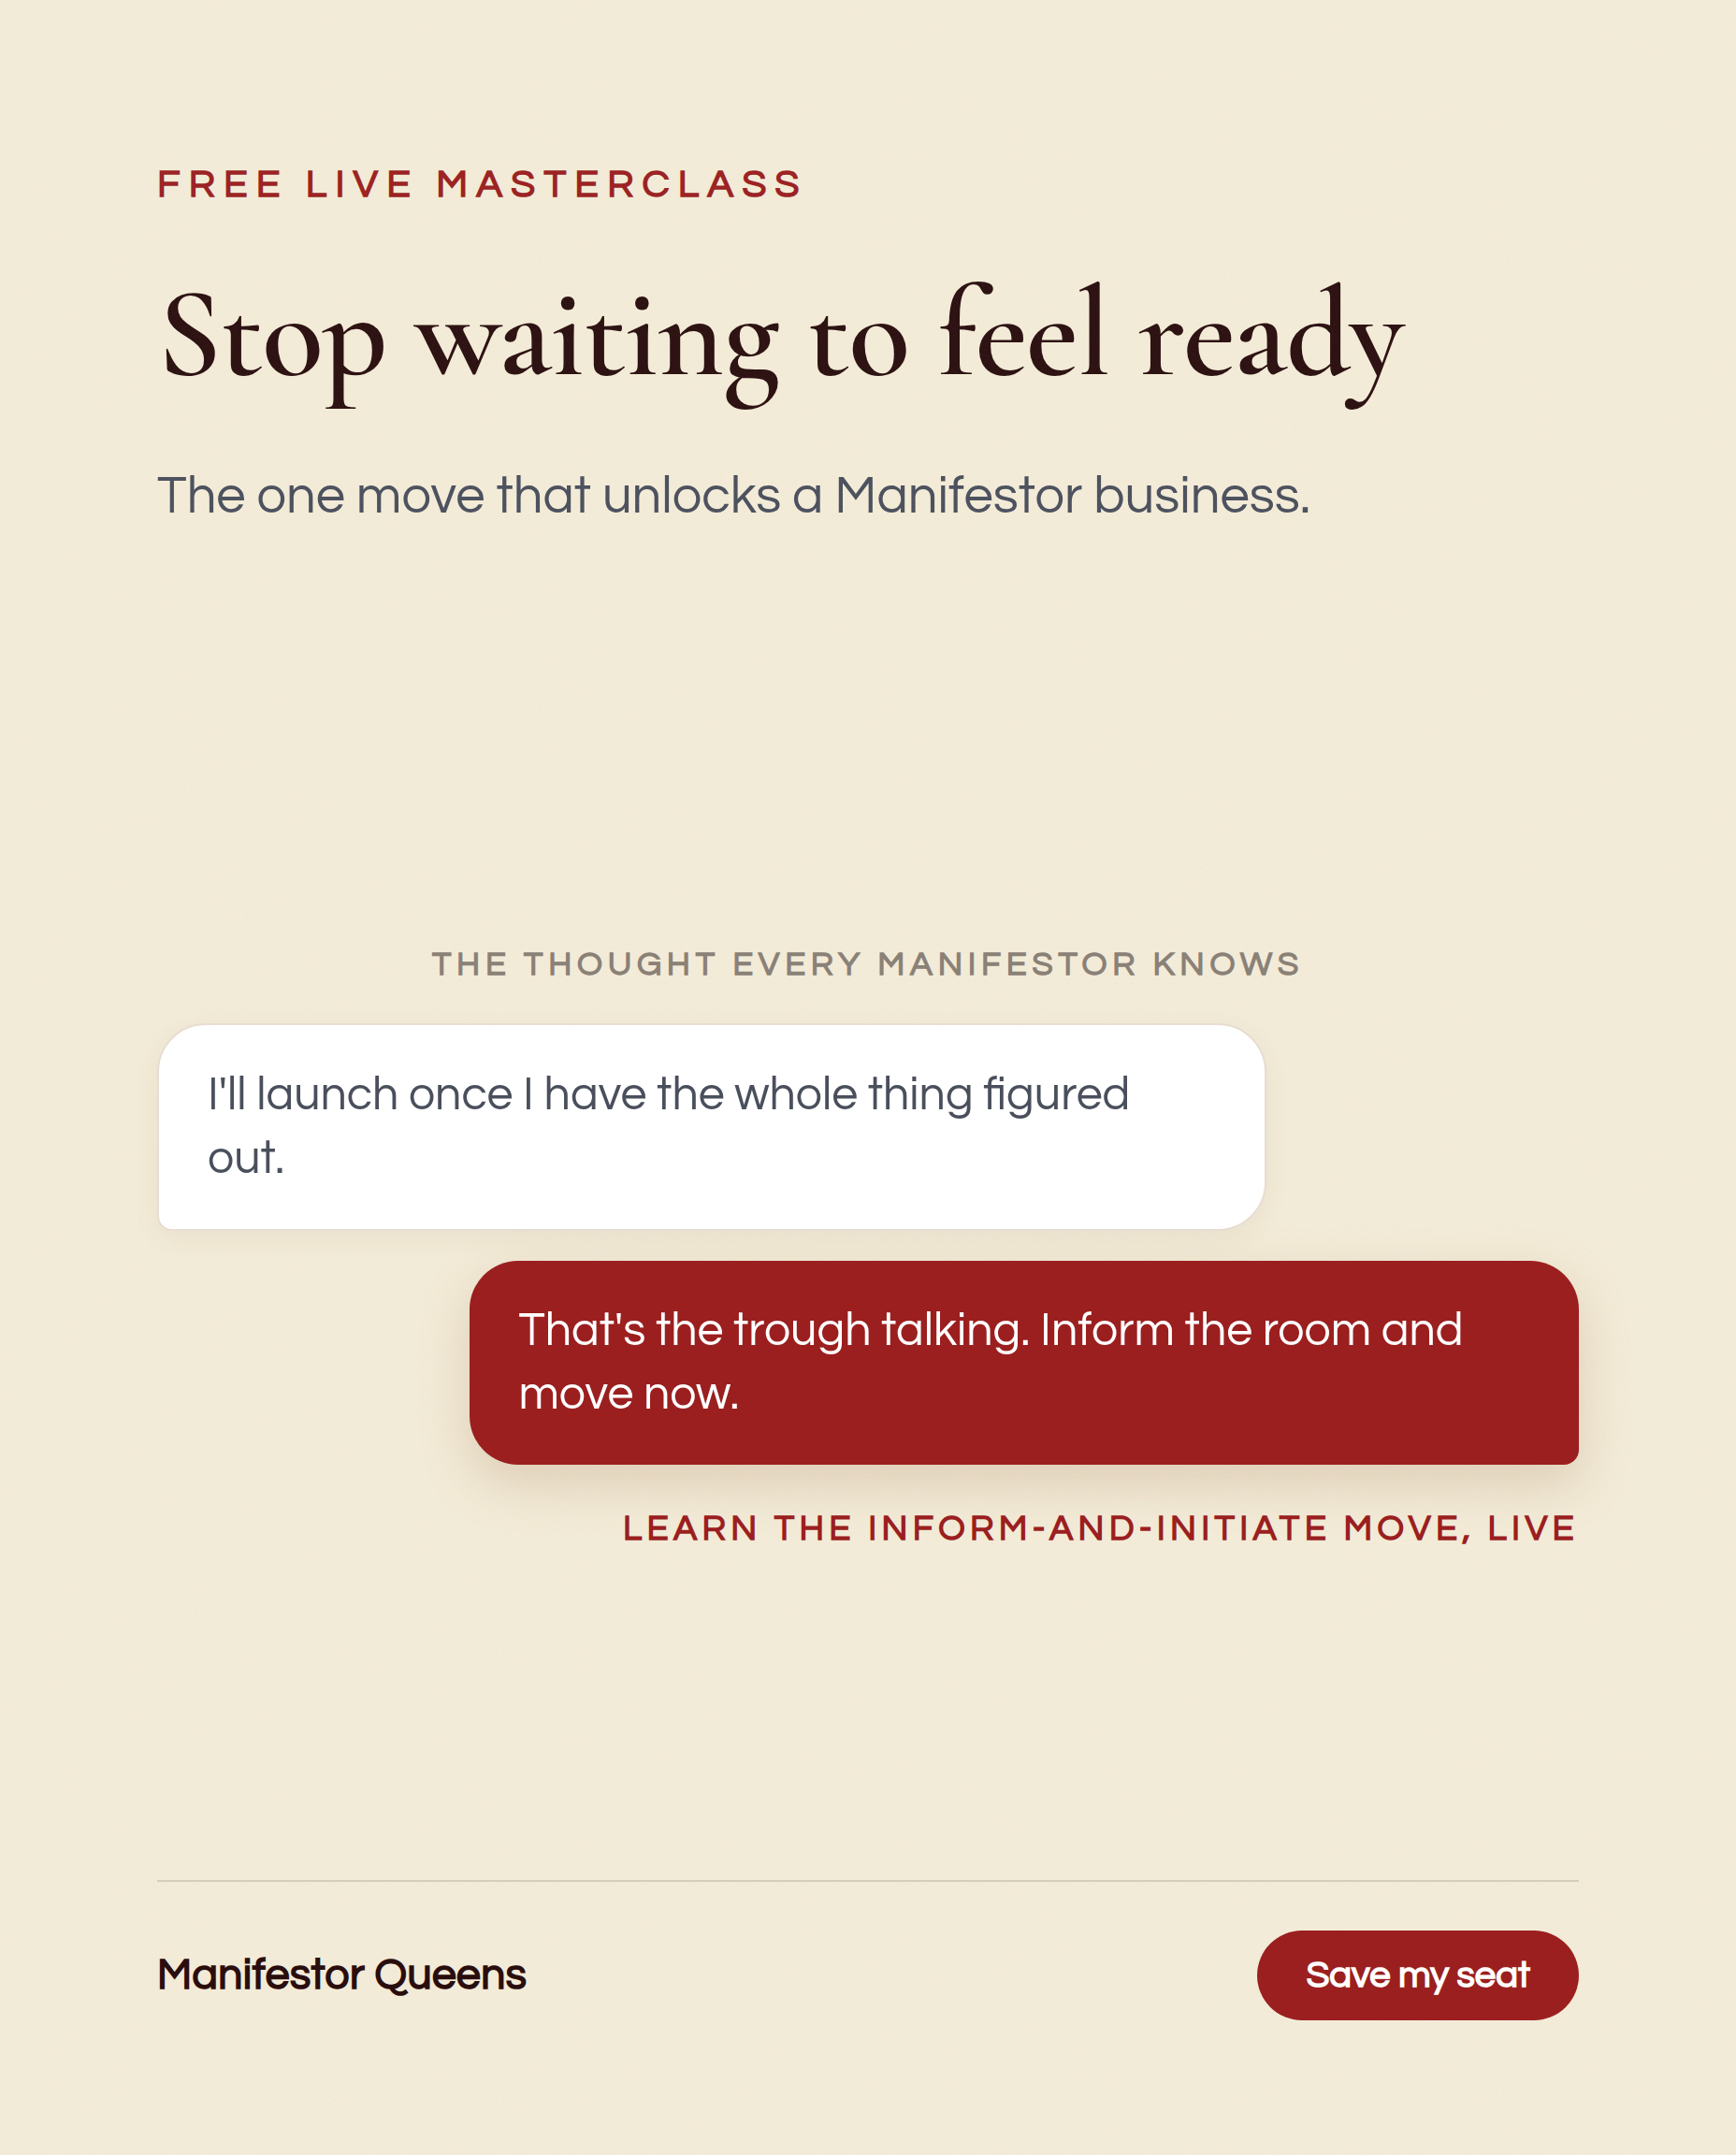 FREE LIVE MASTERCLASS
Stop waiting to feel ready
The one move that unlocks a Manifestor business.
THE THOUGHT EVERY MANIFESTOR KNOWS
I'll launch once I have the whole thing figured
out.
That's the trough talking. Inform the room and
move now.
LEARN THE INFORM-AND-INITIATE MOVE, LIVE
Manifestor Queens
Save my seat